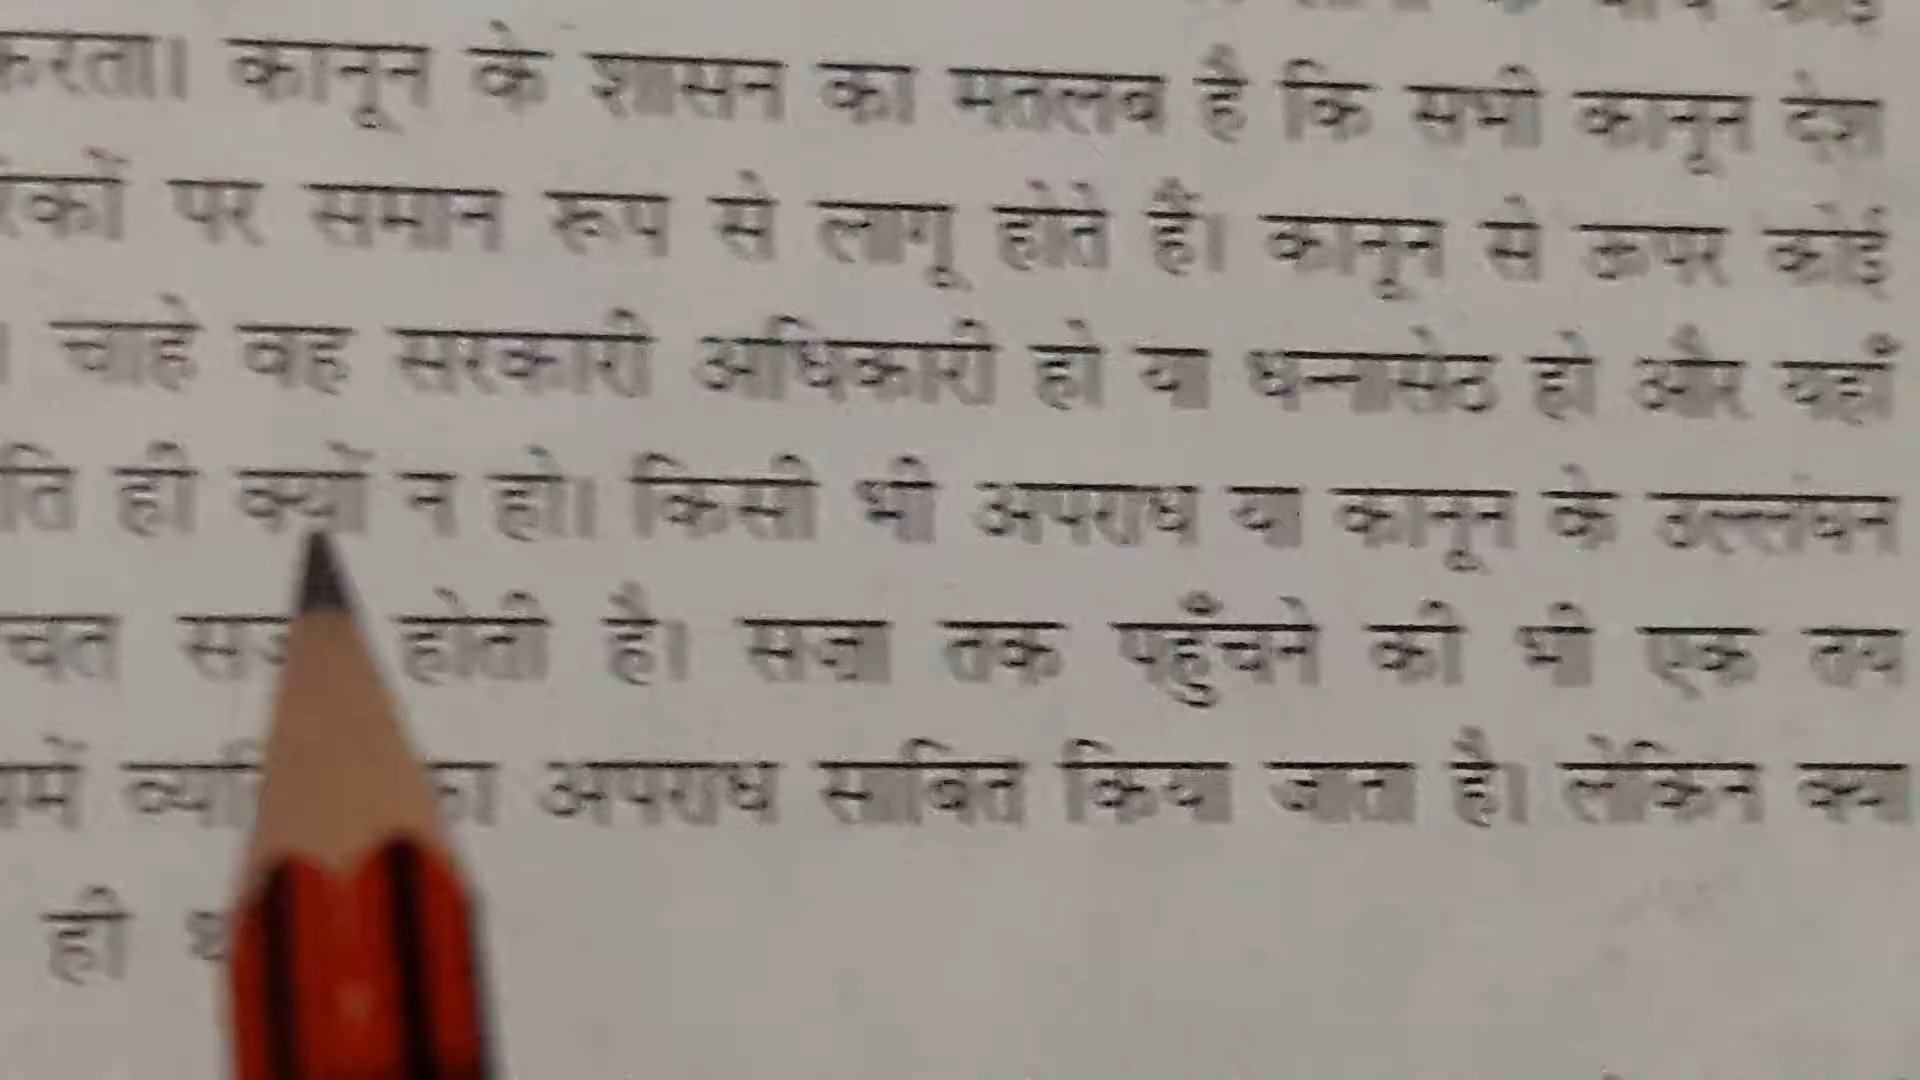 करता। कानून के शासन का मतलब है कि सभी कानून देश
पर समान रूप से लागू होते हैं। कानून से ऊपर कोई
। चाहे वह सरकारी अधिकारी हो या धन्नासेठ हो और यहाँ
ही क्यों न हो। किसी भी अपराध या कानून के उल्लंघन
होती है। सज़ा तक पहुँचने की भी एक तय
अपराध साबित किया जाता है। लेकिन क्या
ही